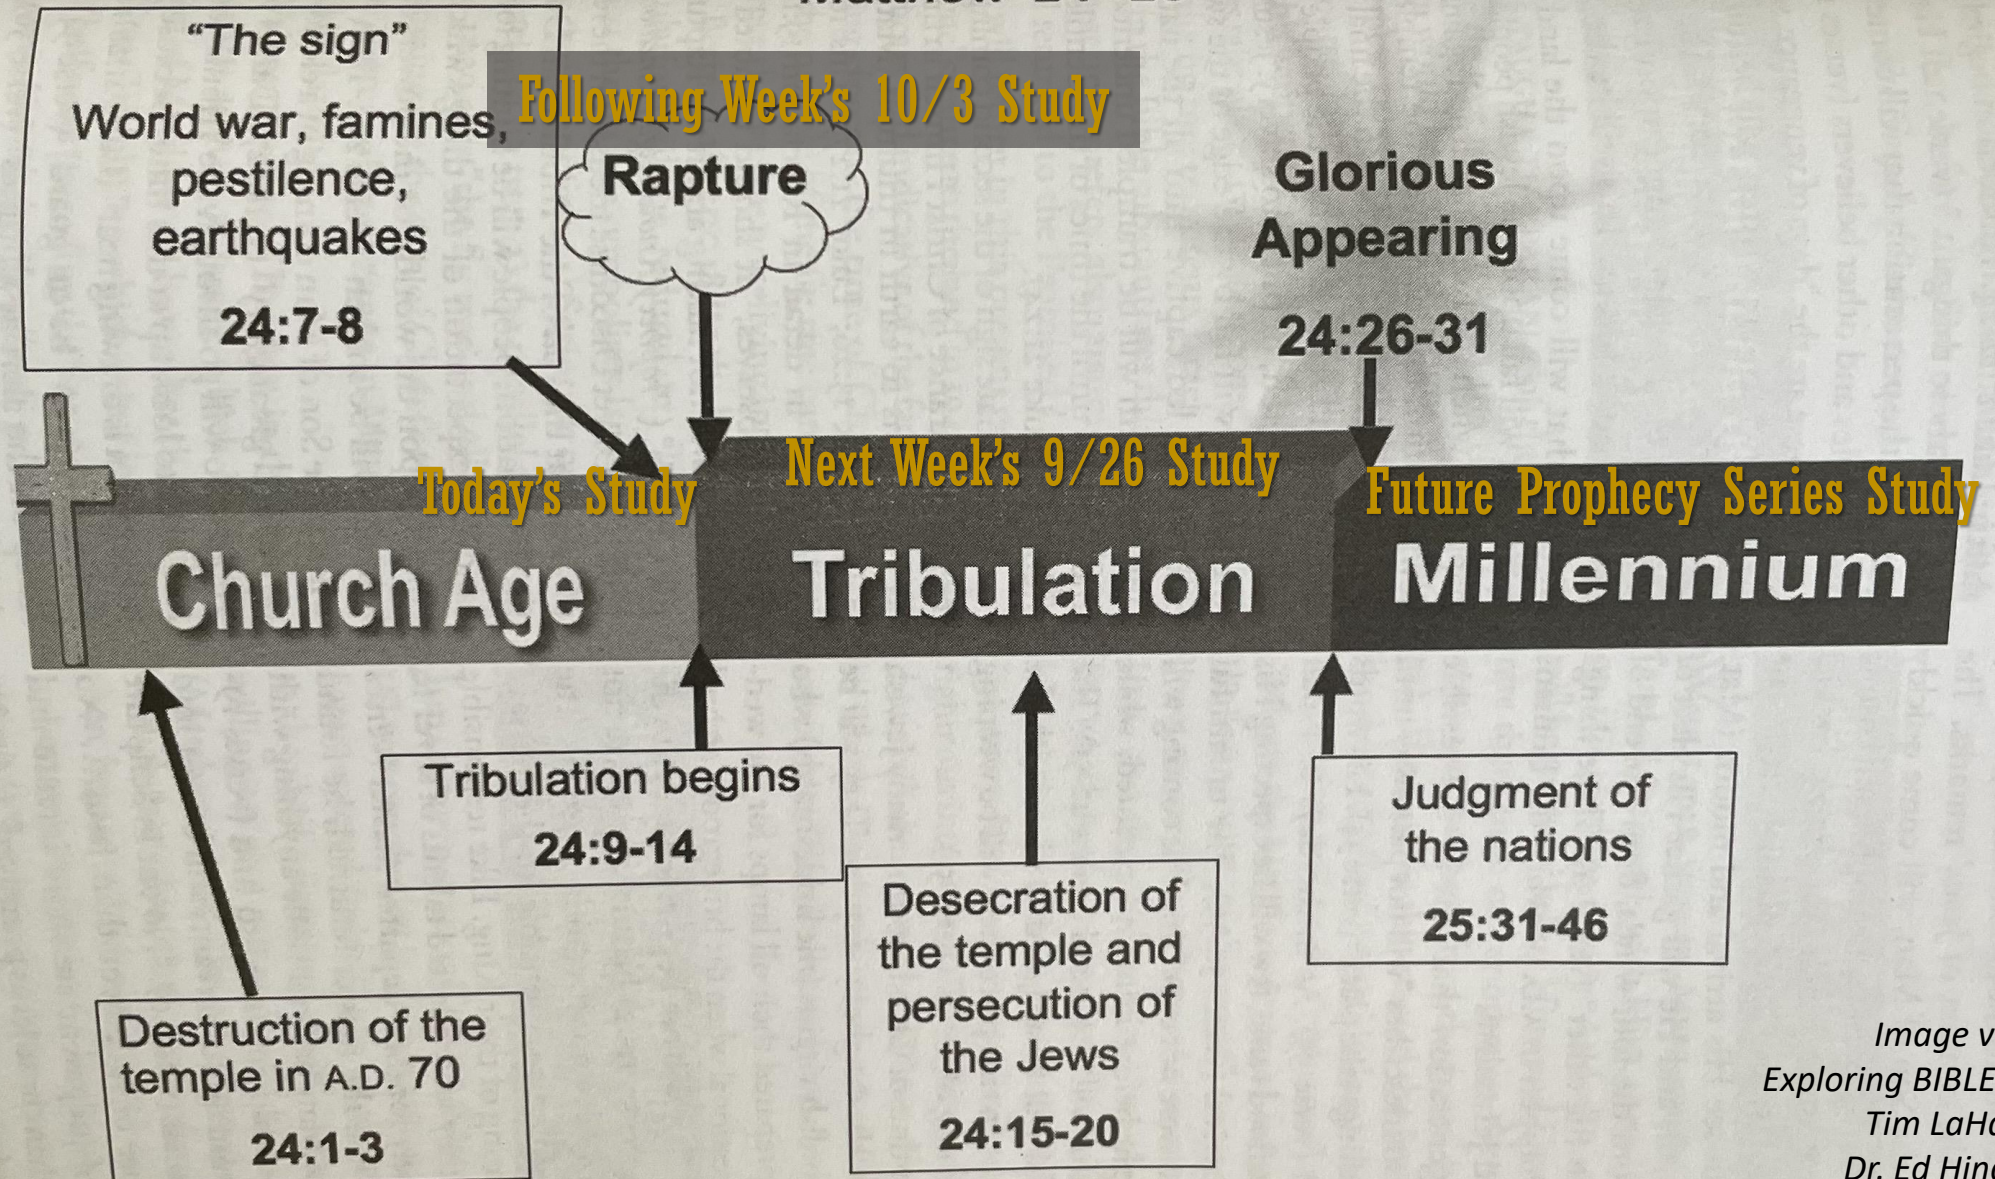 Matthew 24 25
“The sign”
World war, famines,
pestilence,
earthquakes
24:7-8
Following Week's 10/3 Study
Rapture
Glorious
Appearing
24:26-31
Today's Study
Next Week's 9/26 Study
Future Prophecy Series Study
Church Age
Tribulation
Millennium
Tribulation begins
24:9-14
Destruction of the
temple in A.D. 70
24:1-3
Desecration of
the temple and
persecution of
the Jews
24:15-20
Judgment of
the nations
25:31-46
Image
Exploring BIBLE
Tim
Dr. Ed